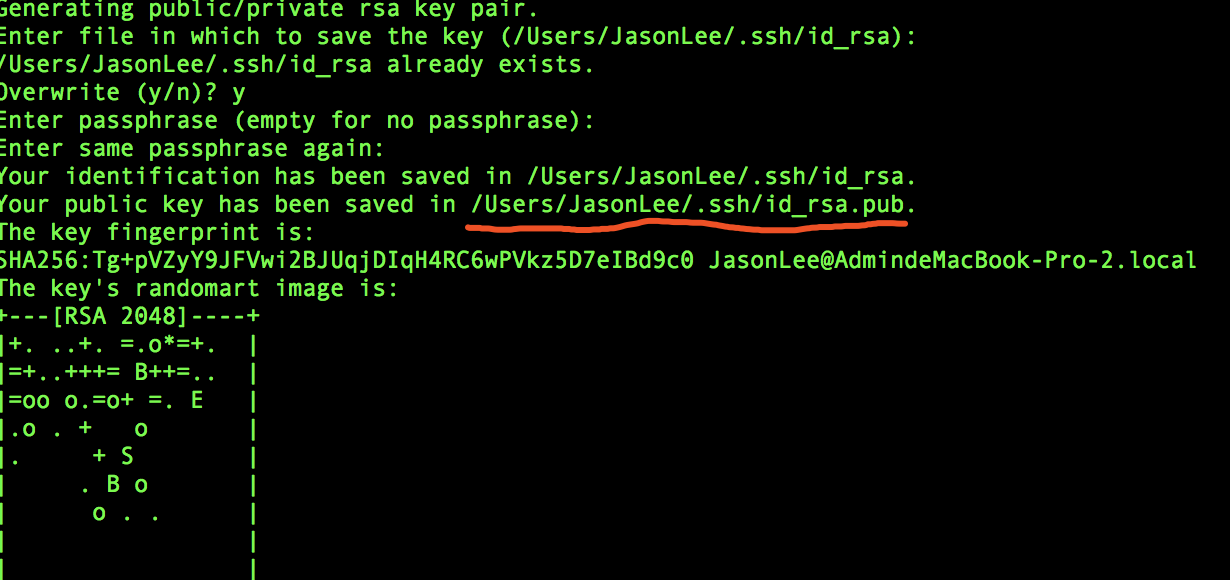 Generating public/private rsa key pair.
Enter file in which to save the key (/Users/JasonLee/.ssh/id_rsa):
/Users/JasonLee/.ssh/id_rsa already exists.
Overwrite (y/n)? y
Enter passphrase (empty for no passphrase):
Enter same passphrase again:
Your identification has been saved in /Users/JasonLee/.ssh/id_rsa.
Your public key has been saved in /Users/JasonLee/.ssh/id_rsa.pub.
The key fingerprint is:
SHA256:Tg+pVZyY9JFVwi2BJUqjDIqH4RC6wPVkz5D7eIBd9c0 JasonLee@AdmindeMacBook-Pro-2.local
The key's randomart image is:
+---[RSA 2048]----+
|+. ..+. =.o*=+.  |
|=+..+++= B++=..  |
|=oo o.=o+ =. E   |
|.o . +   o       |
|.     + S        |
|     . B o       |
|      o . .      |
|                 |
|                 |